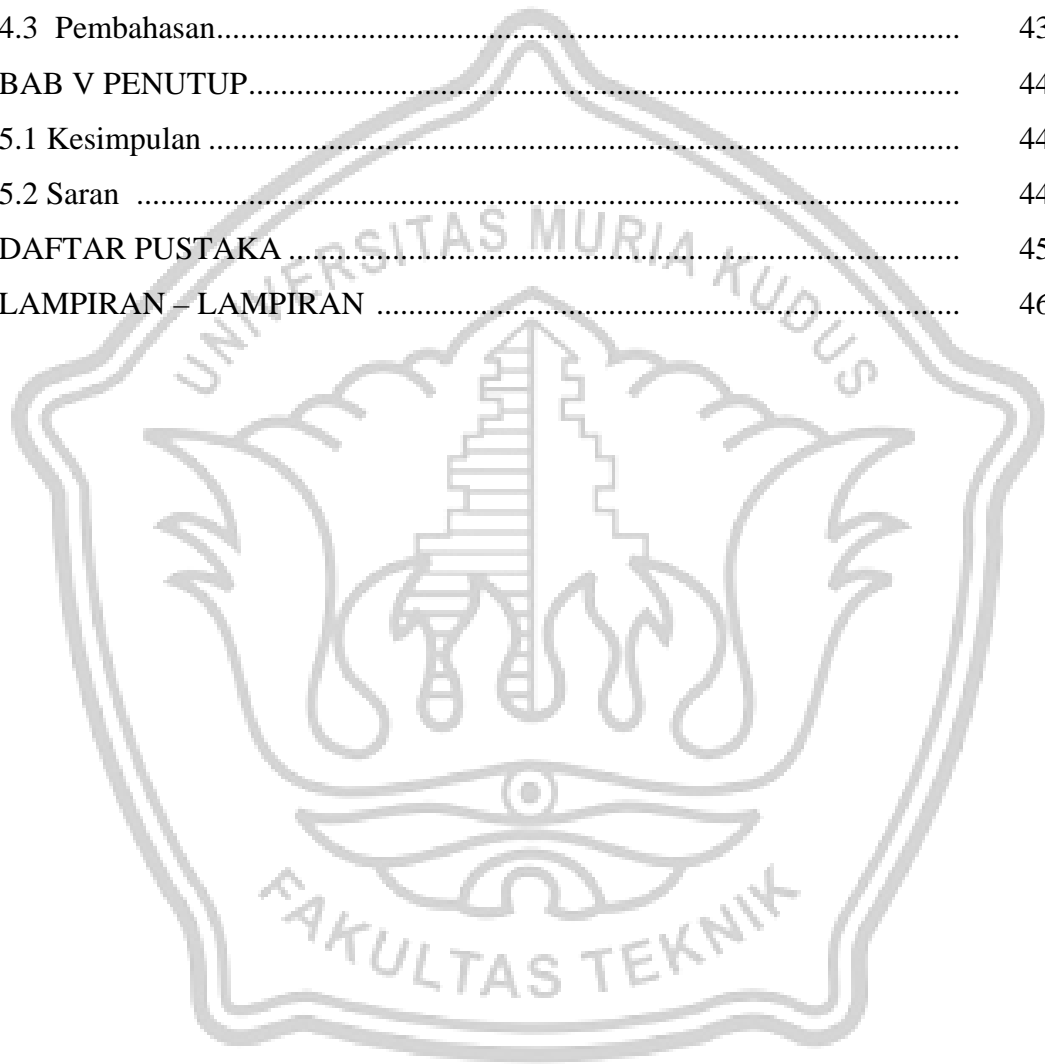 4.3  Pembahasan.......................................................................................... 43
BAB V PENUTUP...................................................................................... 44
5.1 Kesimpulan ........................................................................................... 44
5.2 Saran  .................................................................................................... 44
DAFTAR PUSTAKA ................................................................................. 45
LAMPIRAN – LAMPIRAN ....................................................................... 46
UNIVERSITAS MURIA KUDUS
FAKULTAS TEKNIK